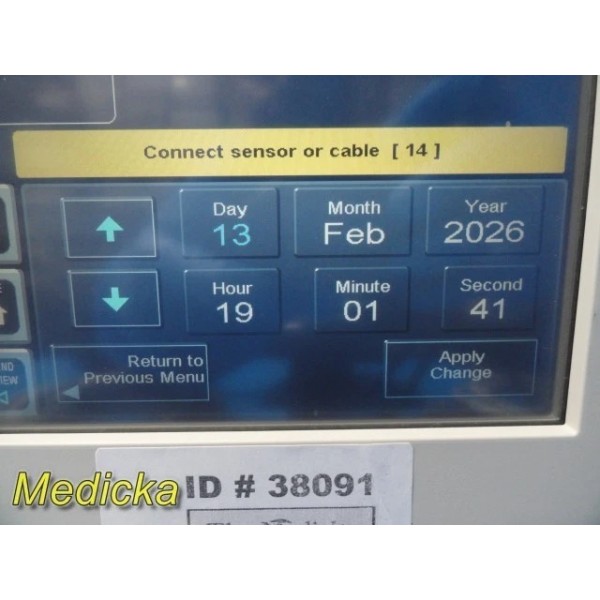 Connect sensor or cable [ 14 ]
Day
13
Month
Feb
Year
2026
Hour
19
Minute
01
Second
41
Return to
Previous Menu
Apply
Change
Medicka
ID # 38091